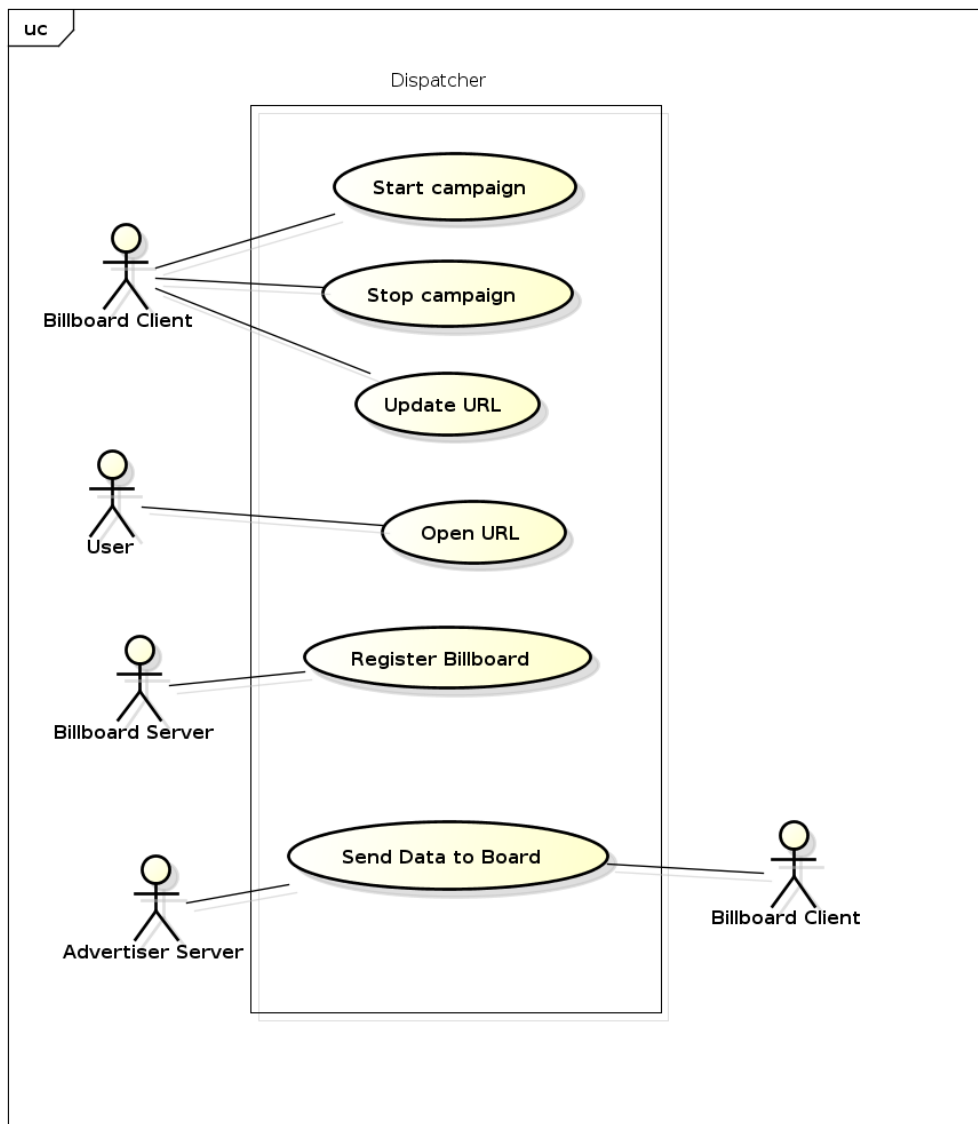 uc
Dispatcher
Start campaign
Stop campaign
Billboard Client
Update URL
Open URL
User
Register Billboard
Billboard Server
Send Data to Board
Billboard Client
Advertiser Server